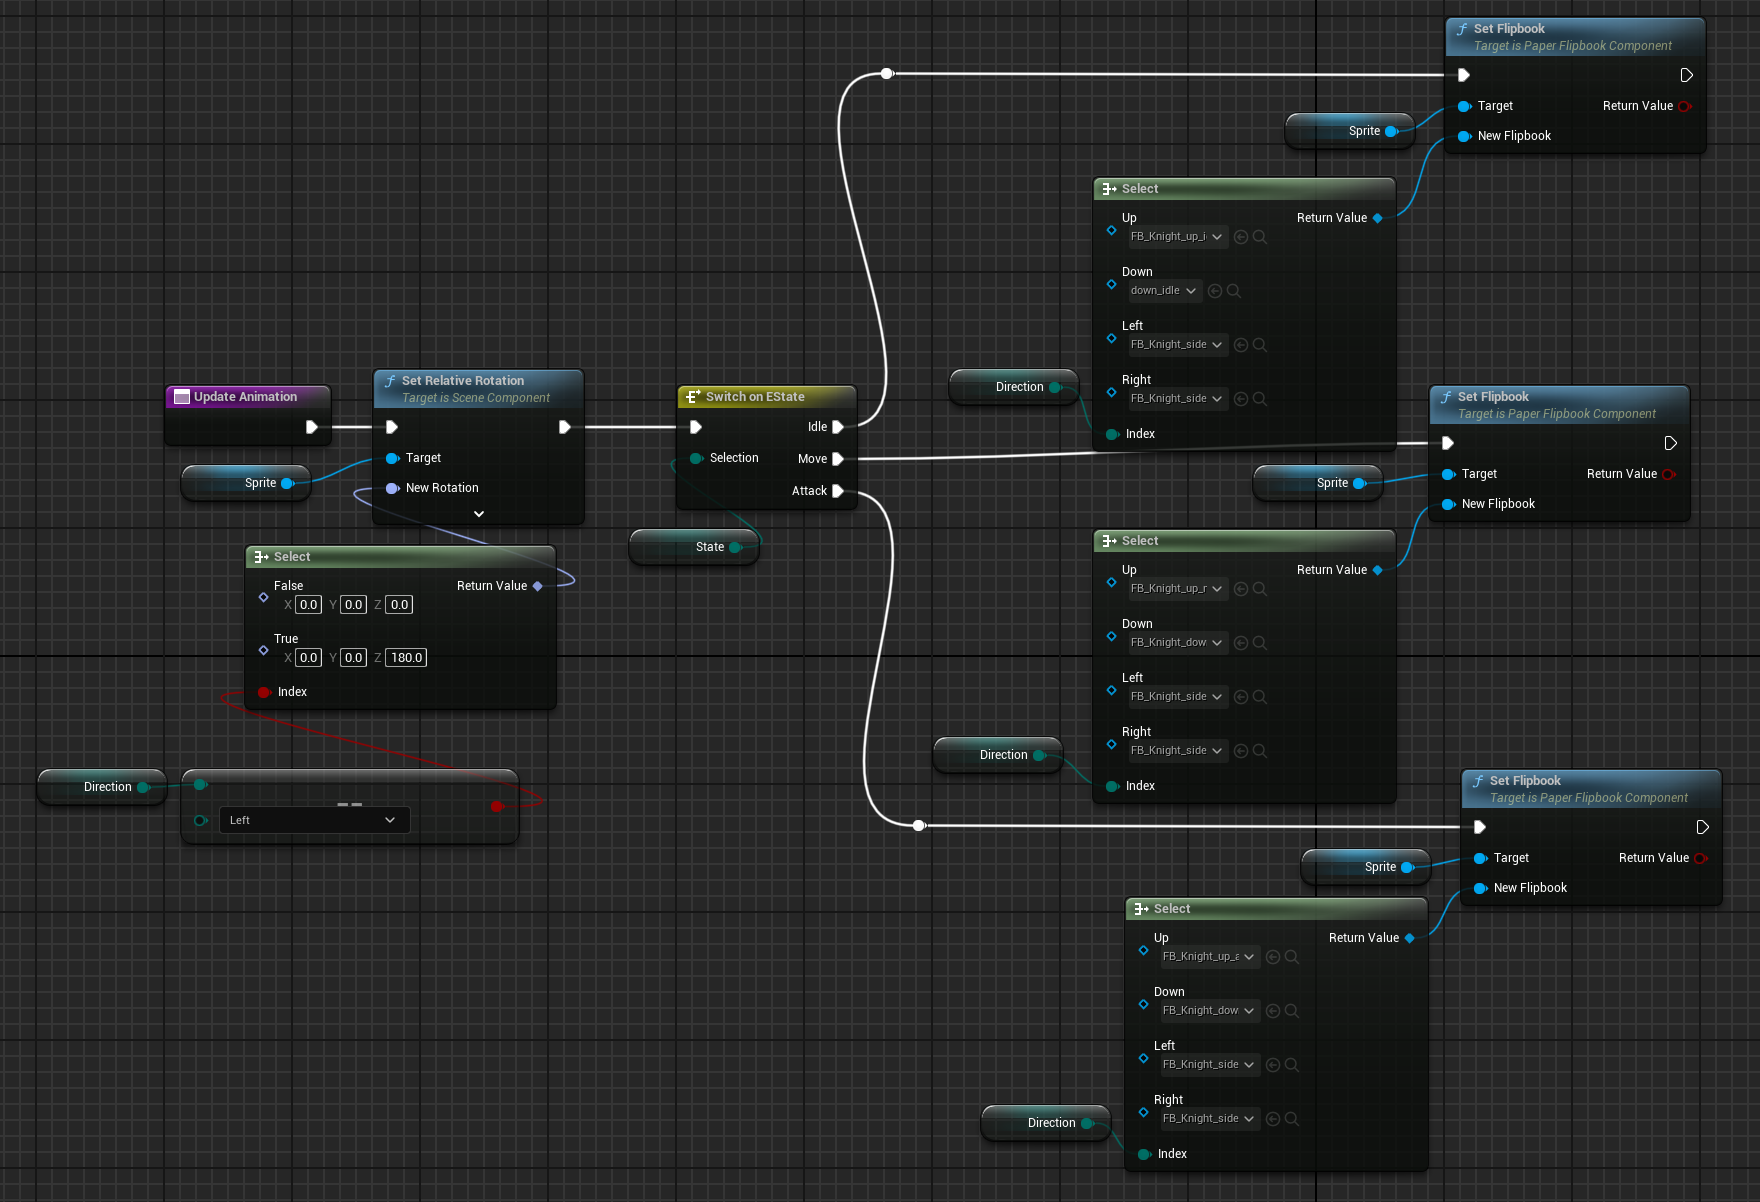 Update Animation
Sprite
Set Relative Rotation
Target is Scene Component
Target
New Rotation
Select
False
Return Value
X 0.0 Y 0.0 Z 0.0
True
X 0.0 Y 0.0 Z 180.0
Index
Direction
==
Left
Switch on EState
Idle
Selection
Move
Attack
State
Set Flipbook
Target is Paper Flipbook Component
Target
Return Value
New Flipbook
Sprite
Select
Up
Return Value
FB_Knight_up_i
Down
down_idle
Left
FB_Knight_side
Right
FB_Knight_side
Index
Direction
Set Flipbook
Target is Paper Flipbook Component
Target
Return Value
New Flipbook
Sprite
Select
Up
Return Value
FB_Knight_up_r
Down
FB_Knight_dow
Left
FB_Knight_side
Right
FB_Knight_side
Index
Direction
Set Flipbook
Target is Paper Flipbook Component
Target
Return Value
New Flipbook
Sprite
Select
Up
Return Value
FB_Knight_up_a
Down
FB_Knight_dow
Left
FB_Knight_side
Right
FB_Knight_side
Index
Direction